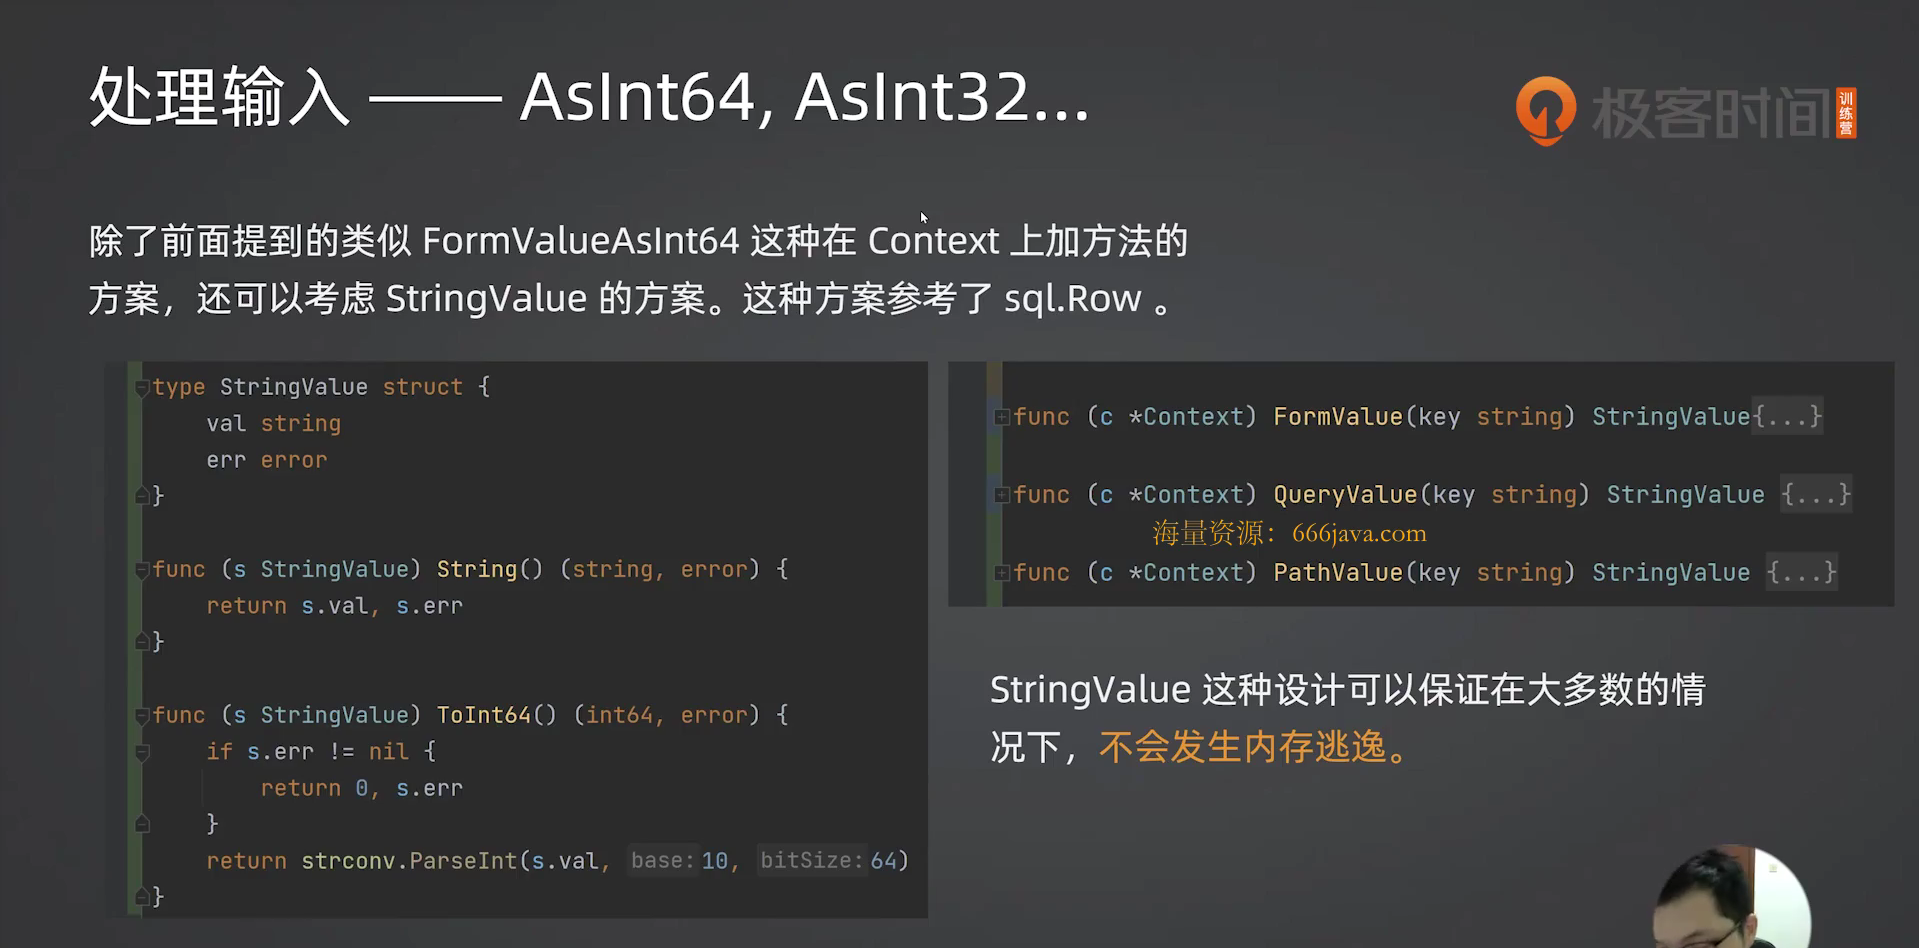 处理输入 —— AsInt64, AsInt32...
极客时间
训练营
除了前面提到的类似 FormValueAsInt64 这种在 Context 上加方法的
方案，还可以考虑 StringValue 的方案。这种方案参考了 sql.Row 。
type StringValue struct {
    val string
    err error
}
func (s StringValue) String() (string, error) {
    return s.val, s.err
}
func (s StringValue) ToInt64() (int64, error) {
    if s.err != nil {
        return 0, s.err
    }
    return strconv.ParseInt(s.val, base: 10, bitSize: 64)
}
func (c *Context) FormValue(key string) StringValue{...}
func (c *Context) QueryValue(key string) StringValue {...}
海量资源：666java.com
func (c *Context) PathValue(key string) StringValue {...}
StringValue 这种设计可以保证在大多数的情
况下，不会发生内存逃逸。